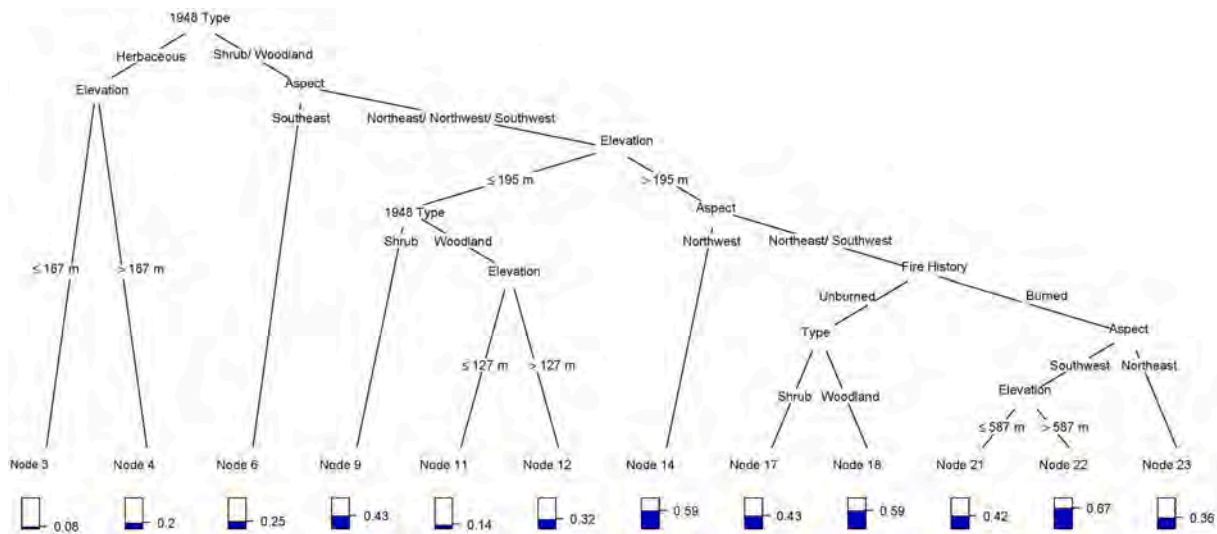 1948 Type
Herbaceous Shrub/ Woodland
Elevation Aspect
Southeast Northeast/ Northwest/ Southwest
Elevation
≤ 195 m > 195 m
1948 Type Aspect
Shrub Woodland Northwest Northeast/ Southwest
≤ 187 m > 187 m Elevation Fire History
Unburned Burned
Type Aspect
≤ 127 m > 127 m Southwest Northeast
Shrub Woodland Elevation
≤ 587 m > 587 m
Node 3 Node 4 Node 6 Node 9 Node 11 Node 12 Node 14 Node 17 Node 18 Node 21 Node 22 Node 23
0.08 0.2 0.25 0.43 0.14 0.32 0.59 0.43 0.59 0.42 0.67 0.36